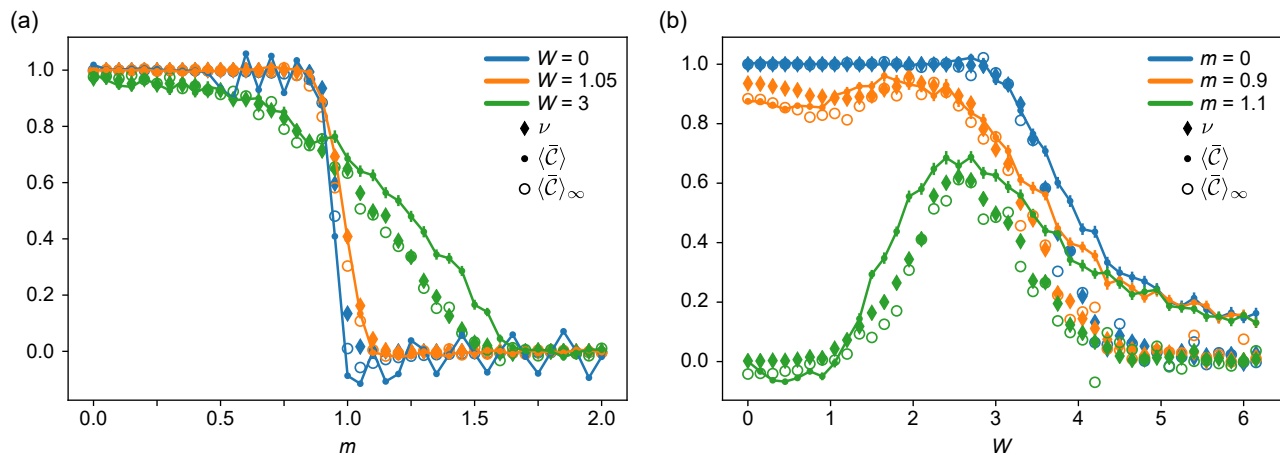 (a)
1.0
0.8
0.6
0.4
0.2
0.0
0.0
0.5
1.0
1.5
2.0
m
W = 0
W = 1.05
W = 3
ν
⟨C̄⟩
⟨C̄⟩∞
(b)
1.0
0.8
0.6
0.4
0.2
0.0
0
1
2
3
4
5
6
W
m = 0
m = 0.9
m = 1.1
ν
⟨C̄⟩
⟨C̄⟩∞